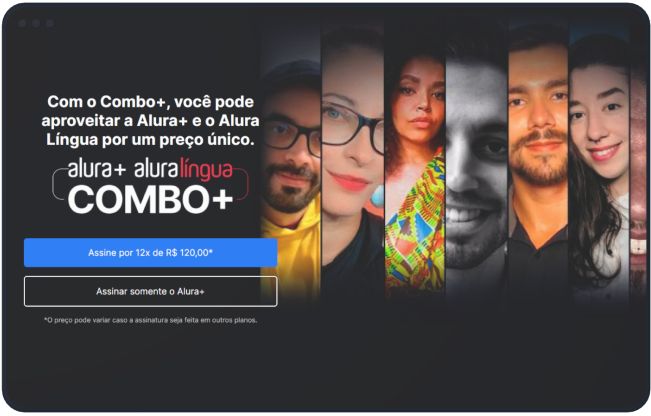 Com o Combo+, você pode
aproveitar a Alura+ e o Alura
Língua por um preço único.
alura+ aluralíngua
COMBO+
Assine por 12x de R$ 120,00*
Assinar somente o Alura+
*O preço pode variar caso a assinatura seja feita em outros planos.